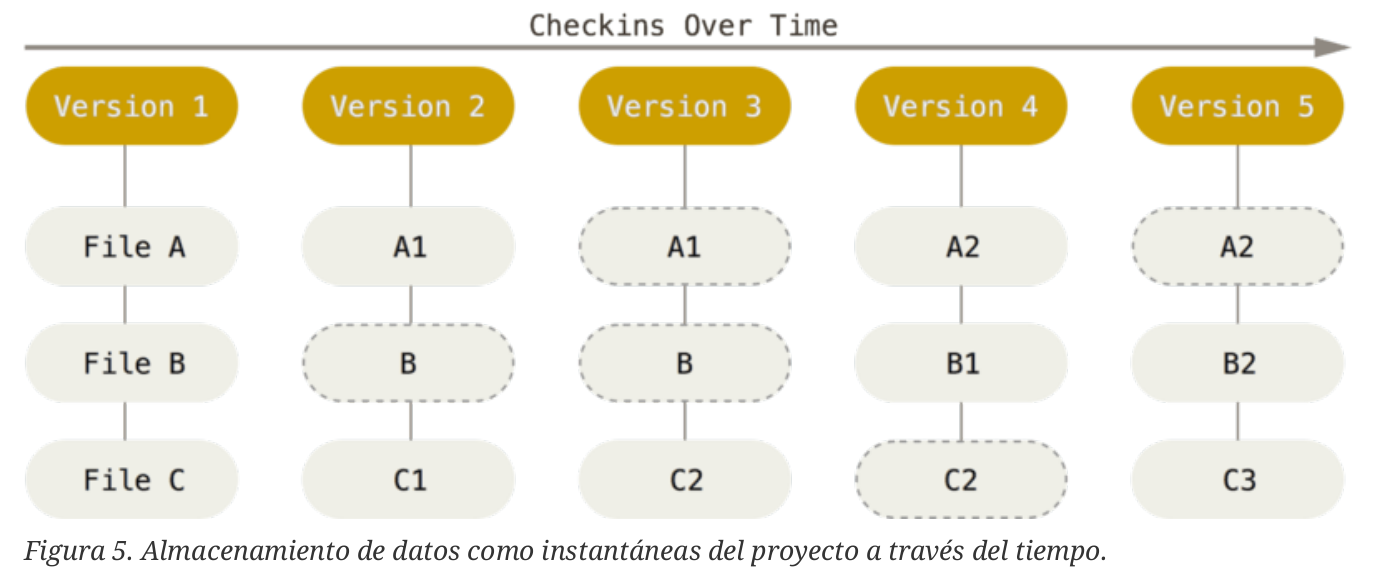 Checkins Over Time
Version 1 Version 2 Version 3 Version 4 Version 5
File A A1 A1 A2 A2
File B B B B1 B2
File C C1 C2 C2 C3
Figura 5. Almacenamiento de datos como instantáneas del proyecto a través del tiempo.